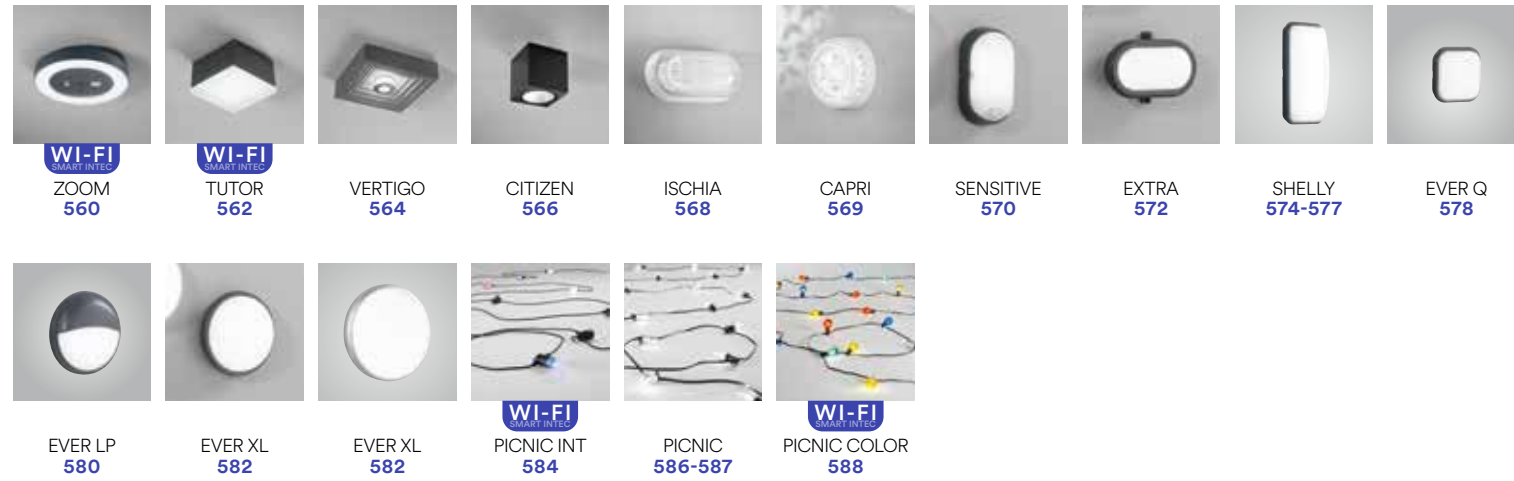 WI-FI
SMART INTEC
WI-FI
SMART INTEC
ZOOM
560
TUTOR
562
VERTIGO
564
CITIZEN
566
ISCHIA
568
CAPRI
569
SENSITIVE
570
EXTRA
572
SHELLY
574-577
EVER Q
578
EVER LP
580
EVER XL
582
EVER XL
582
WI-FI
SMART INTEC
PICNIC INT
584
PICNIC
586-587
WI-FI
SMART INTEC
PICNIC COLOR
588